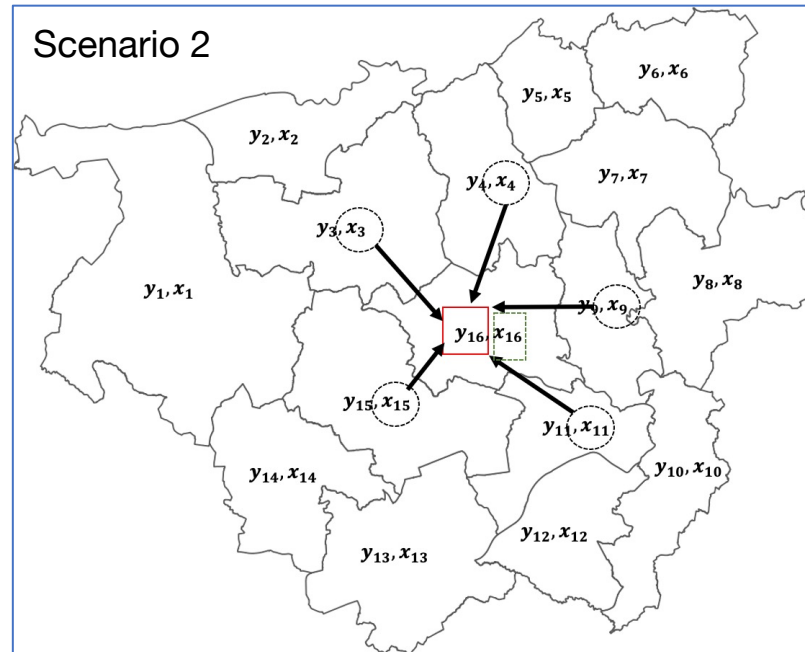 Scenario 2
y₆, x₆
y₅, x₅
y₂, x₂
y₄, x₄
y₇, x₇
y₃, x₃
y₈, x₈
y₁, x₁
y₉, x₉
y₁₆, x₁₆
y₁₅, x₁₅
y₁₁, x₁₁
y₁₀, x₁₀
y₁₄, x₁₄
y₁₂, x₁₂
y₁₃, x₁₃